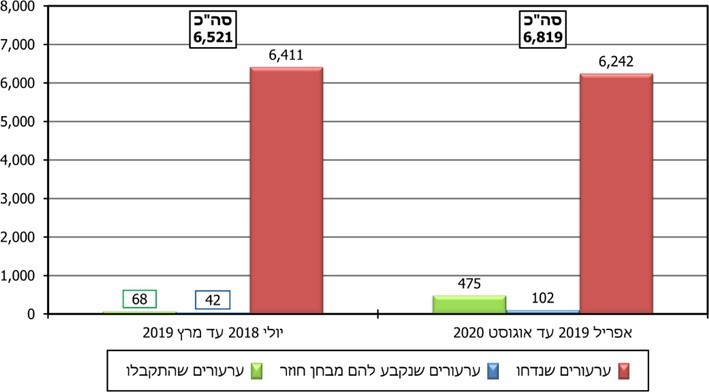 8,000
7,000
6,000
5,000
4,000
3,000
2,000
1,000
0
סה"כ
6,521
סה"כ
6,819
68
42
6,411
475
102
6,242
יולי 2018 עד מרץ 2019
אפריל 2019 עד אוגוסט 2020
ערעורים שנדחו
ערעורים שנקבע להם מבחן חוזר
ערעורים שהתקבלו